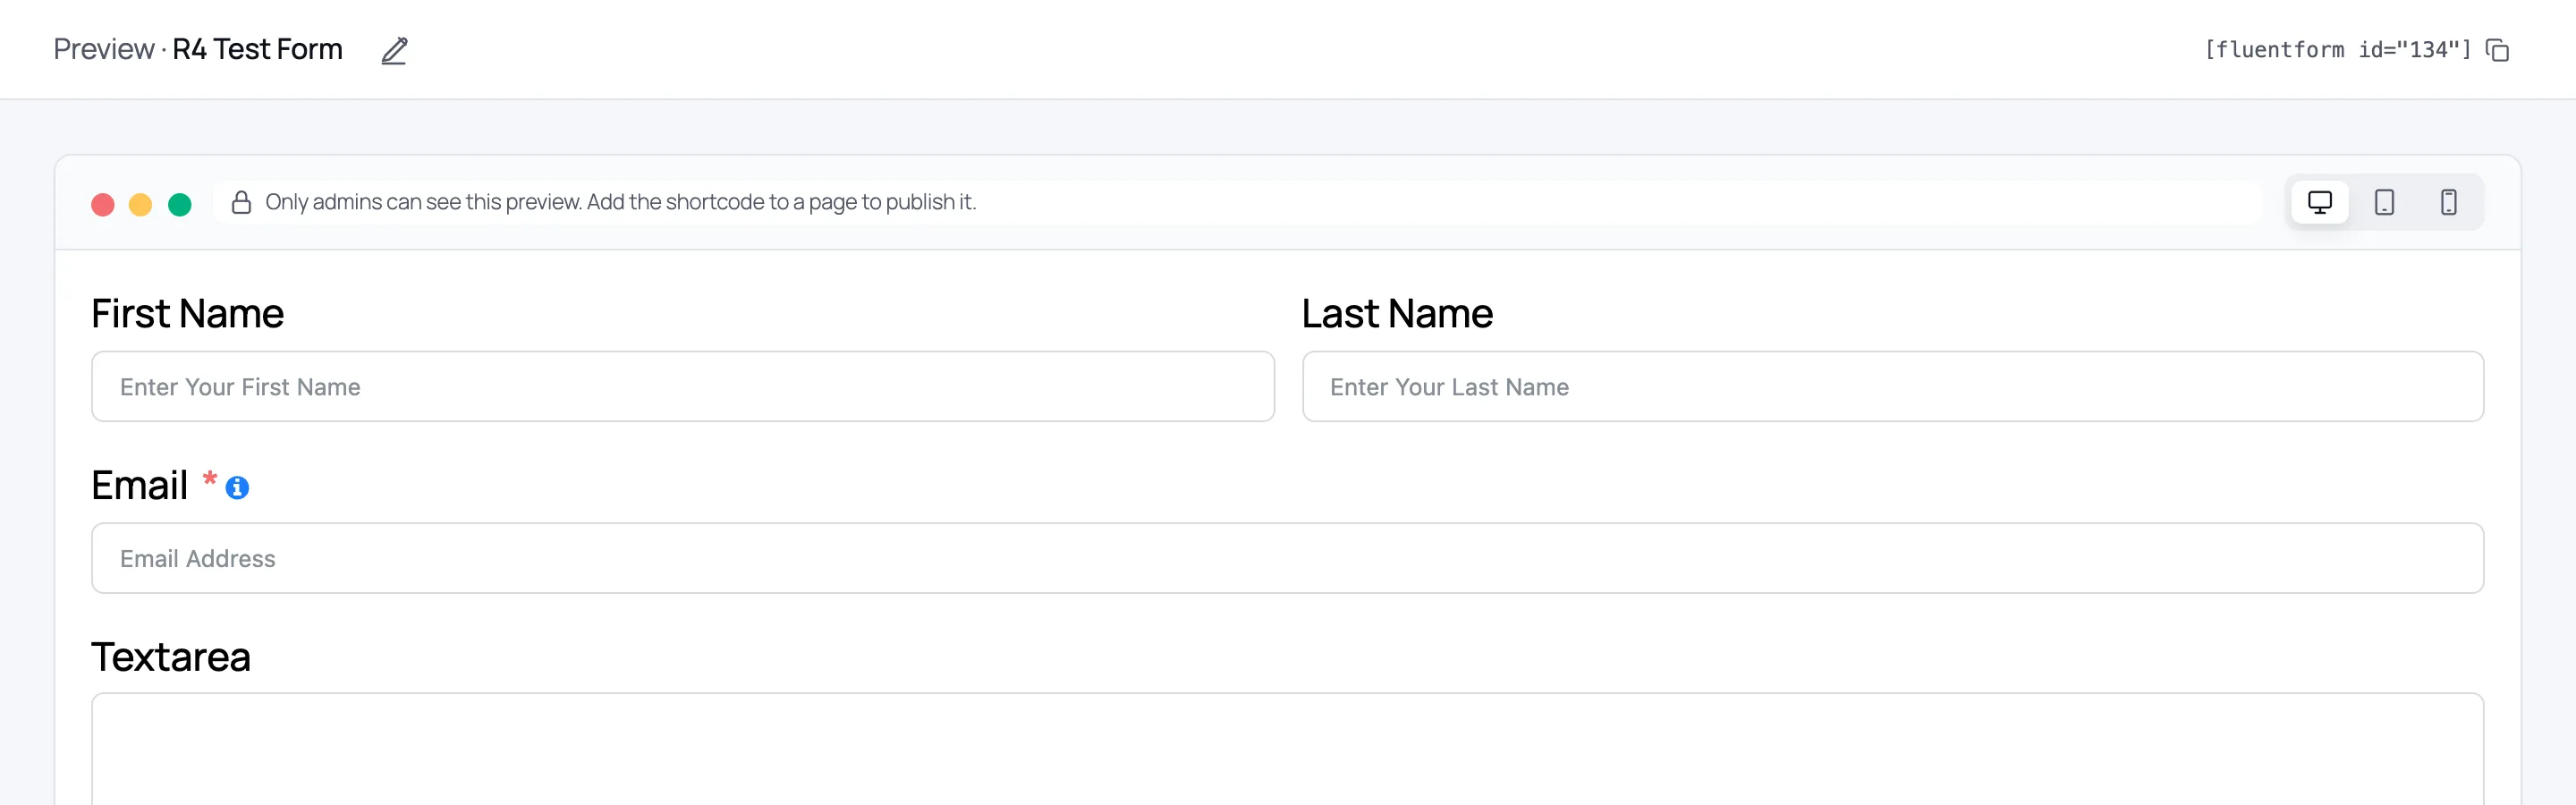 Preview · R4 Test Form
[fluentform id="134"]
Only admins can see this preview. Add the shortcode to a page to publish it.
First Name
Last Name
Enter Your First Name
Enter Your Last Name
Email *
Email Address
Textarea